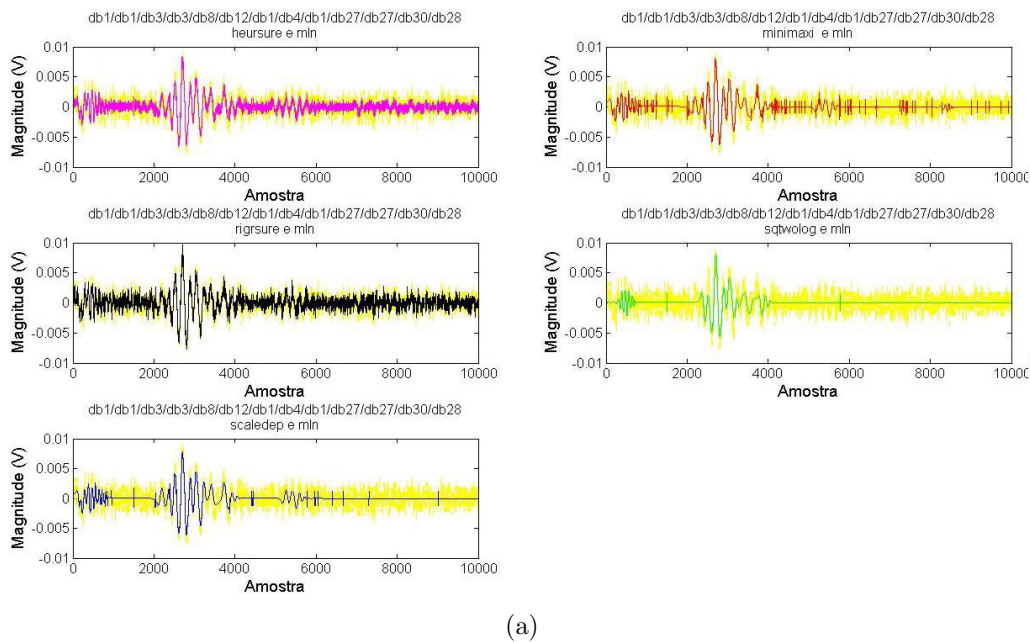 db1/db1/db3/db3/db8/db12/db1/db4/db1/db27/db27/db30/db28
heursure e mln
Magnitude (V)
0.01
0.005
0
-0.005
-0.01
0 2000 4000 6000 8000 10000
Amostra
db1/db1/db3/db3/db8/db12/db1/db4/db1/db27/db27/db30/db28
minimaxi e mln
Magnitude (V)
0.01
0.005
0
-0.005
-0.01
0 2000 4000 6000 8000 10000
Amostra
db1/db1/db3/db3/db8/db12/db1/db4/db1/db27/db27/db30/db28
rigrsure e mln
Magnitude (V)
0.01
0.005
0
-0.005
-0.01
0 2000 4000 6000 8000 10000
Amostra
db1/db1/db3/db3/db8/db12/db1/db4/db1/db27/db27/db30/db28
sqtwolog e mln
Magnitude (V)
0.01
0.005
0
-0.005
-0.01
0 2000 4000 6000 8000 10000
Amostra
db1/db1/db3/db3/db8/db12/db1/db4/db1/db27/db27/db30/db28
scaledep e mln
Magnitude (V)
0.01
0.005
0
-0.005
-0.01
0 2000 4000 6000 8000 10000
Amostra
(a)